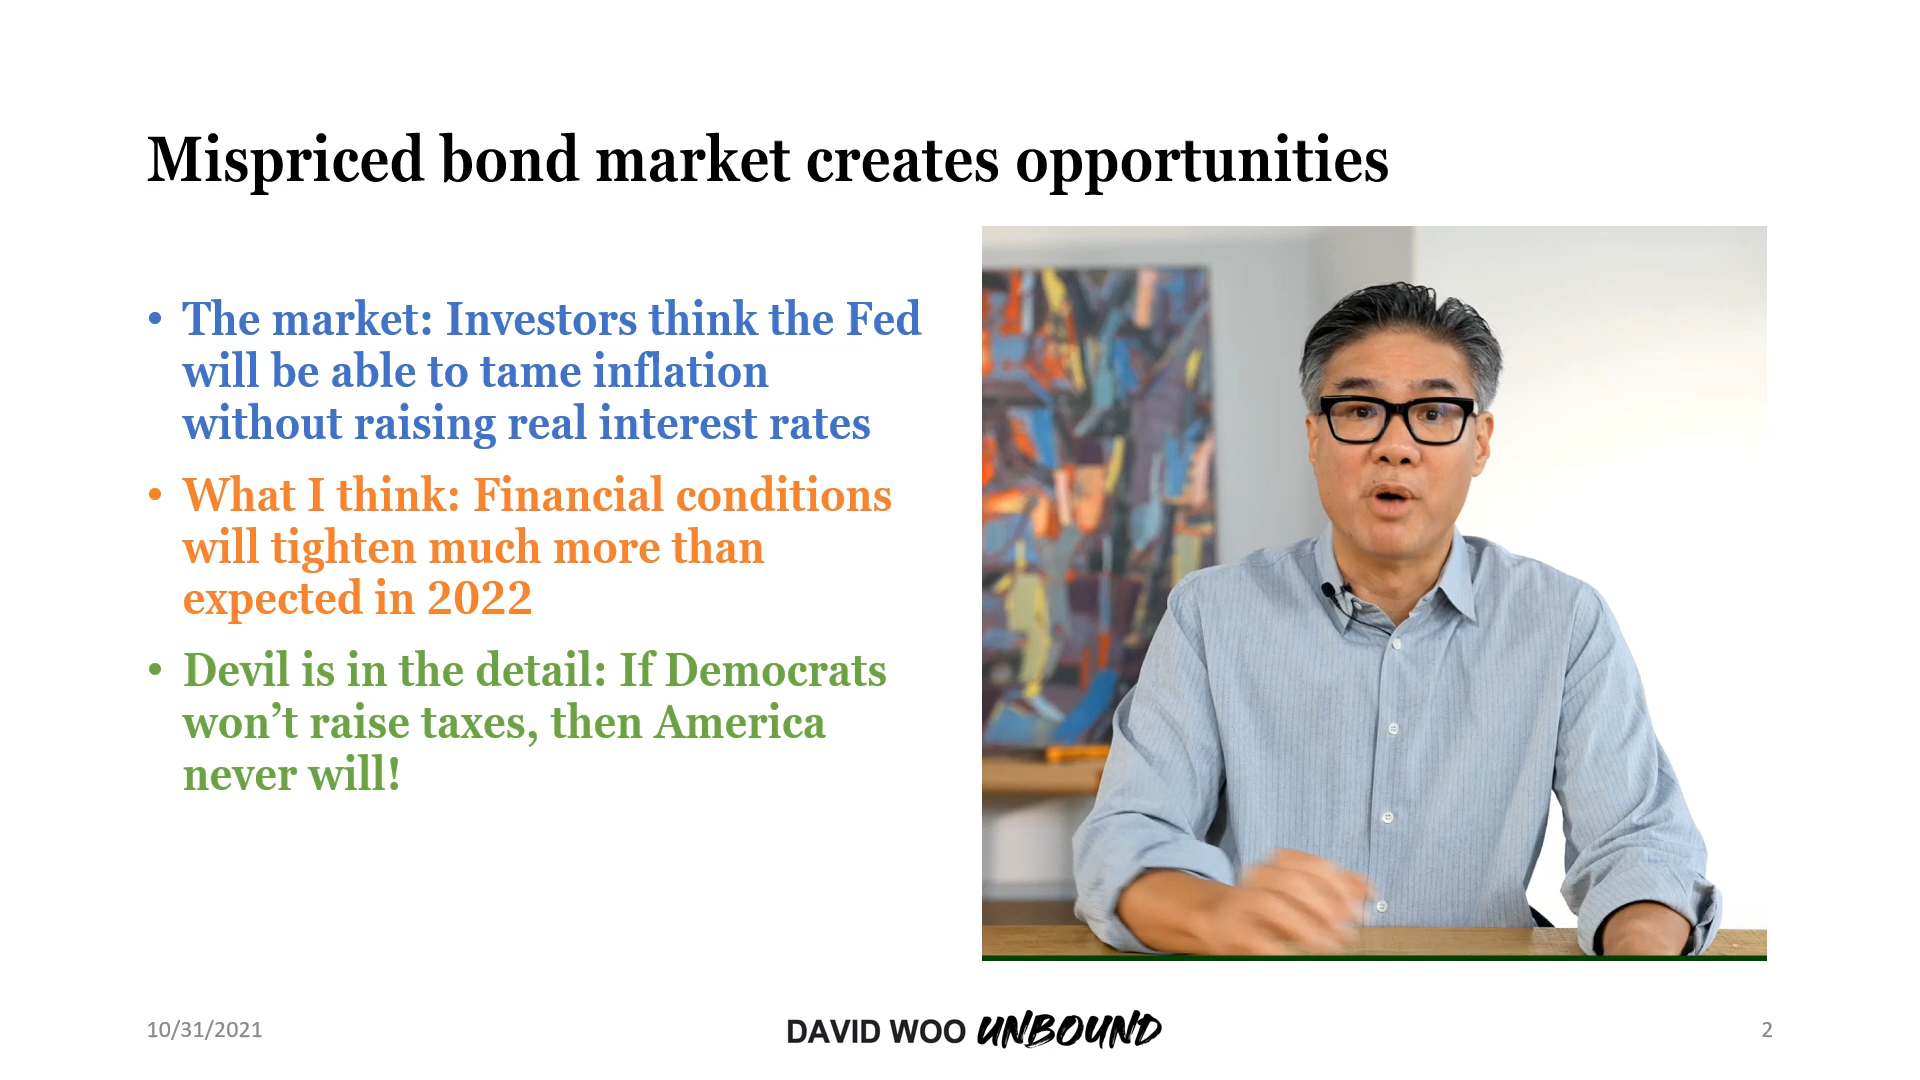 Mispriced bond market creates opportunities
• The market: Investors think the Fed
will be able to tame inflation
without raising real interest rates
• What I think: Financial conditions
will tighten much more than
expected in 2022
• Devil is in the detail: If Democrats
won’t raise taxes, then America
never will!
10/31/2021
DAVID WOO UNBOUND
2